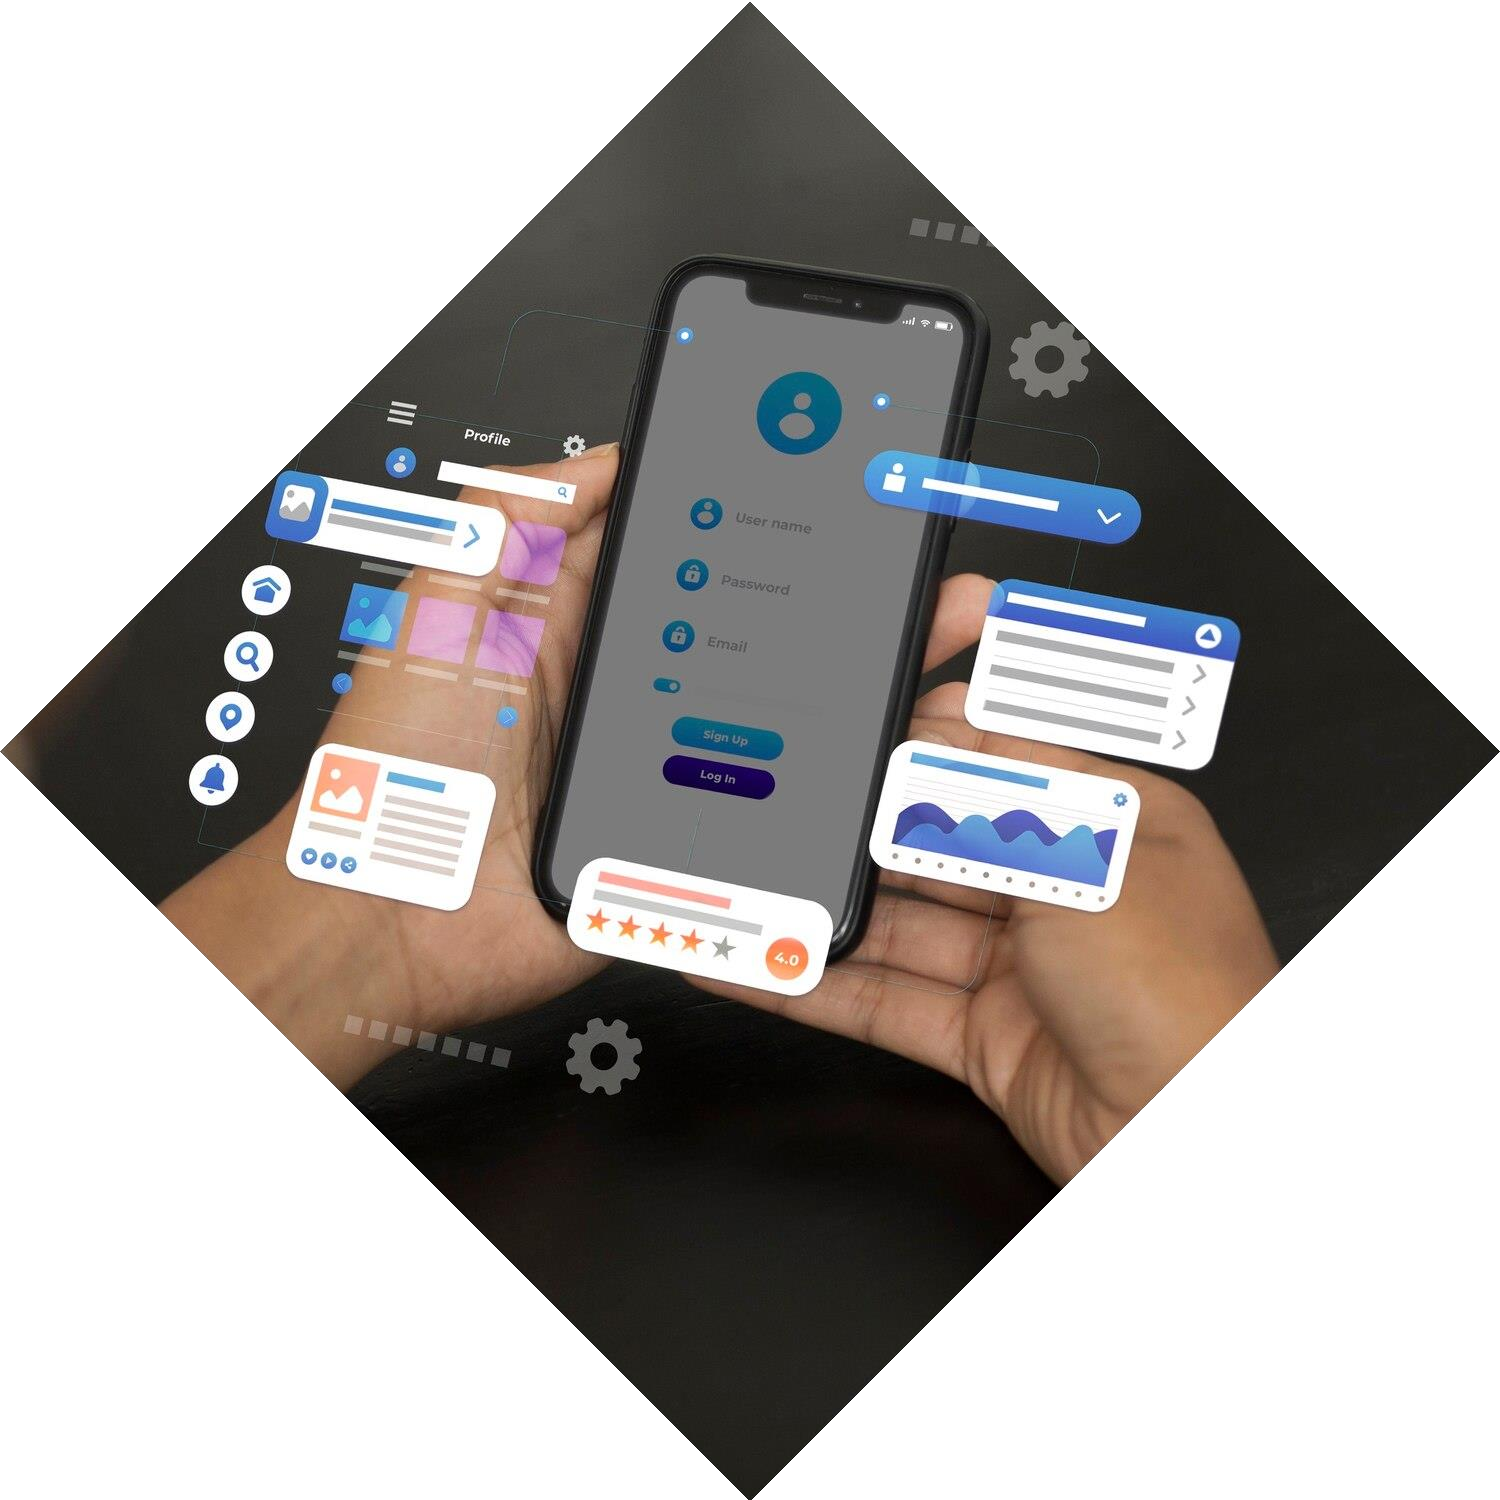 Profile
User name
Password
Email
Sign Up
Log In
4.0